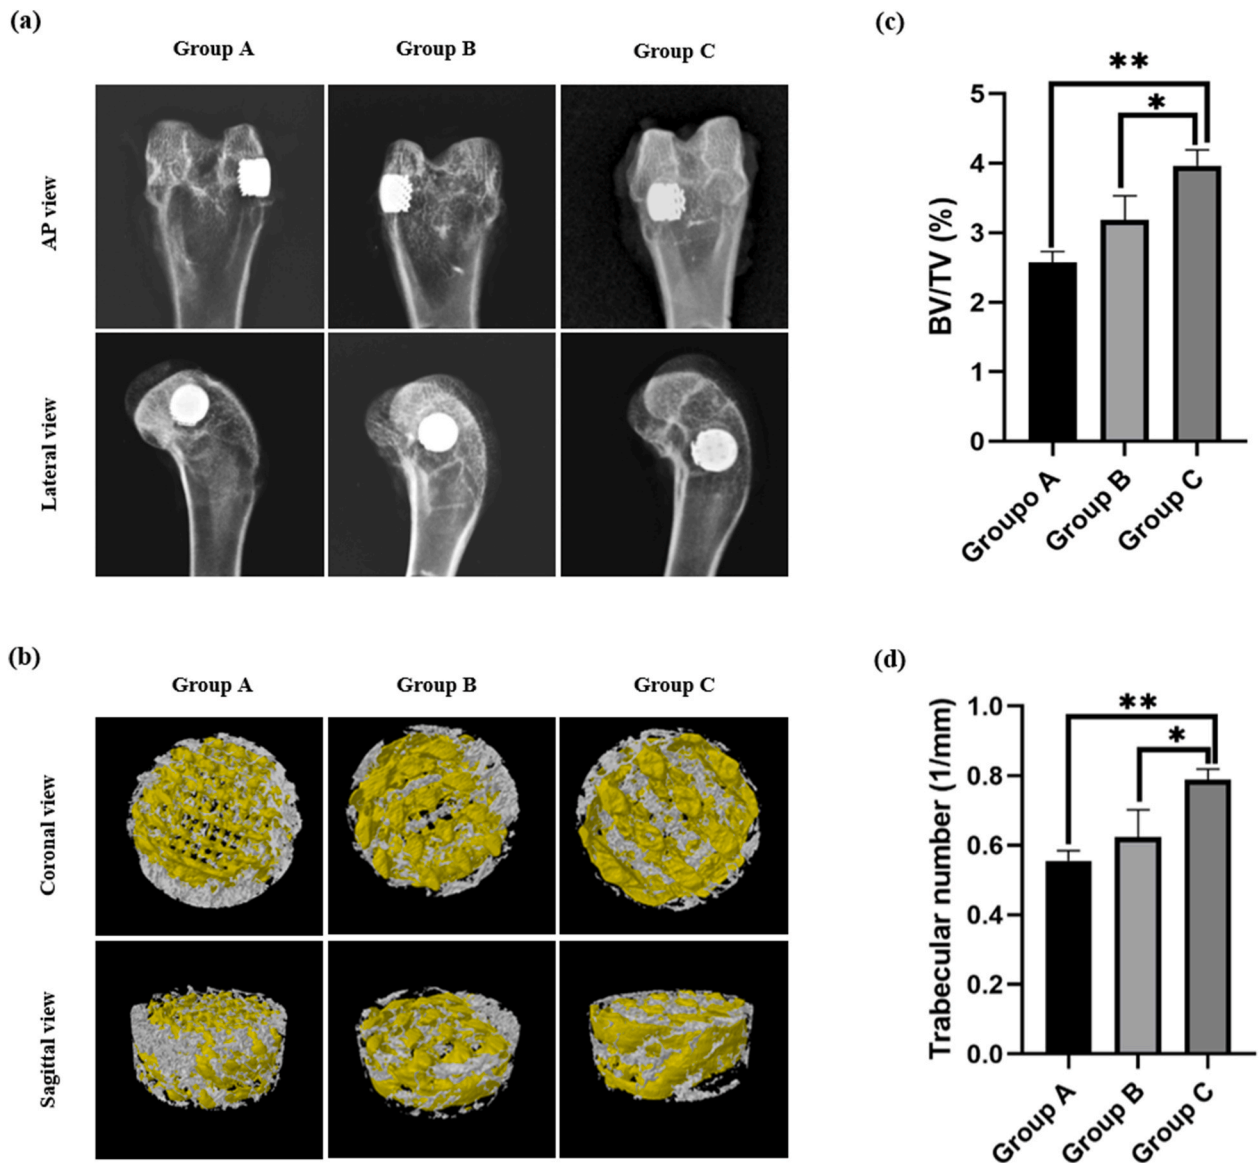 (a)
Group A
Group B
Group C
AP view
Lateral view
(b)
Group A
Group B
Group C
Coronal view
Sagittal view
(c)
**
*
BV/TV (%)
5
4
3
2
1
0
Groupo A
Group B
Group C
(d)
**
*
Trabecular number (1/mm)
1.0
0.8
0.6
0.4
0.2
0.0
Group A
Group B
Group C